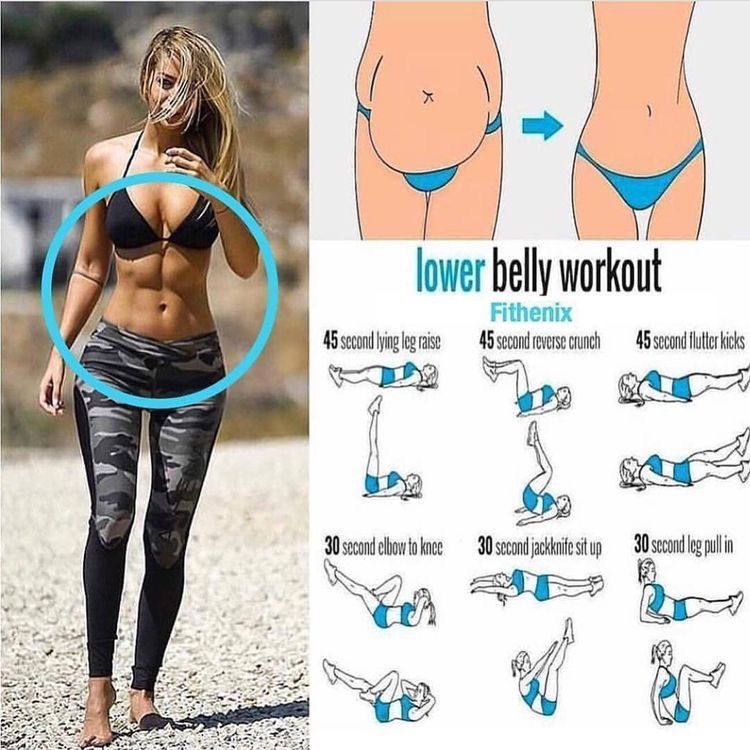 lower belly workout
Fithenix
45 second lying leg raise
45 second reverse crunch
45 second flutter kicks
30 second elbow to knee
30 second jackknife sit up
30 second leg pull in